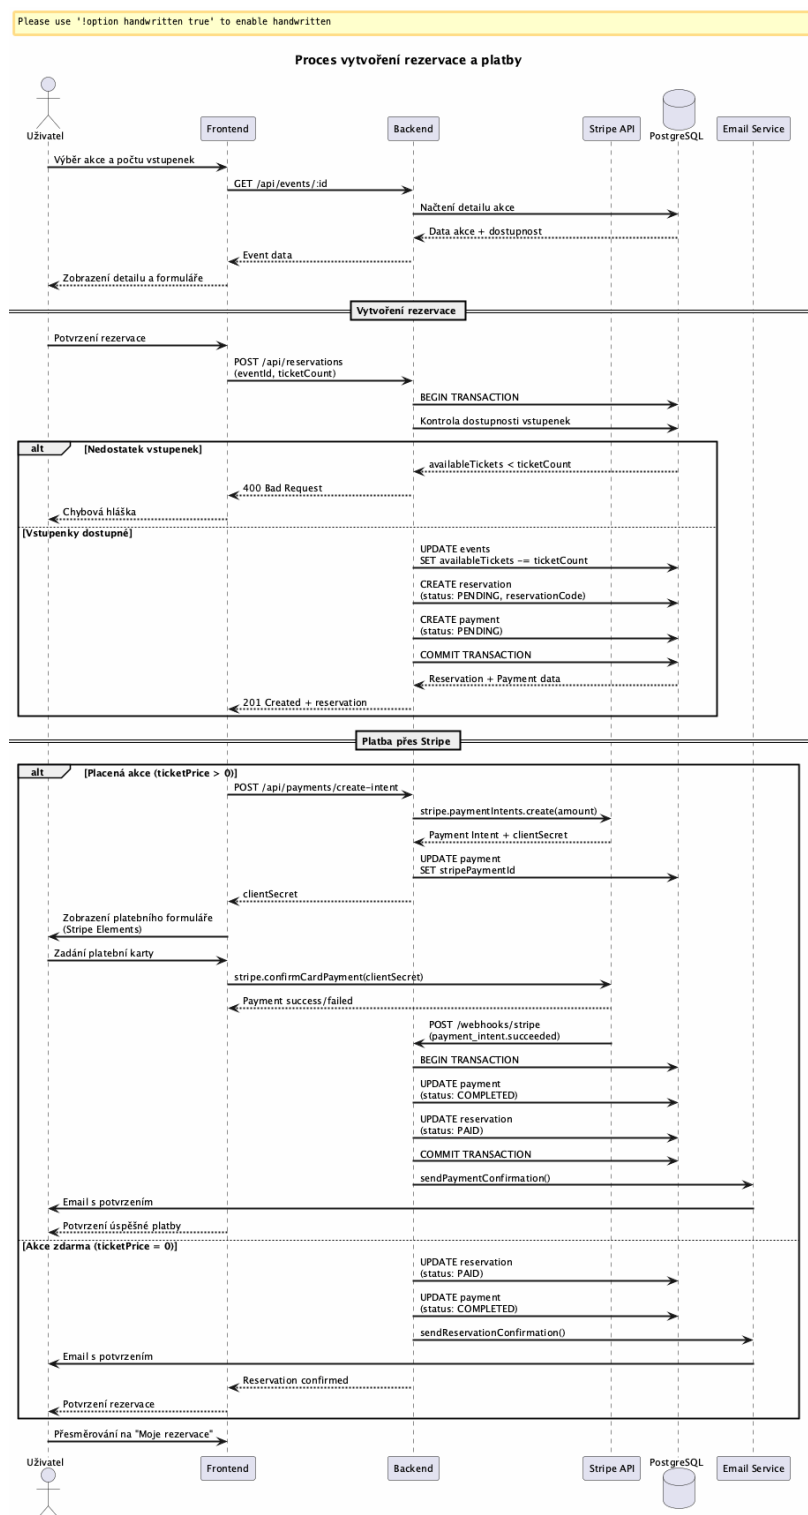 Please use '!option handwritten true' to enable handwritten
Proces vytvoření rezervace a platby
Uživatel
Frontend
Backend
Stripe API
PostgreSQL
Email Service
Výběr akce a počtu vstupenek
GET /api/events/:id
Načtení detailu akce
Data akce + dostupnost
Event data
Zobrazení detailu a formuláře
Vytvoření rezervace
Potvrzení rezervace
POST /api/reservations
(eventId, ticketCount)
BEGIN TRANSACTION
Kontrola dostupnosti vstupenek
alt [Nedostatek vstupenek]
availableTickets < ticketCount
400 Bad Request
Chybová hláška
[Vstupenky dostupné]
UPDATE events
SET availableTickets -= ticketCount
CREATE reservation
(status: PENDING, reservationCode)
CREATE payment
(status: PENDING)
COMMIT TRANSACTION
Reservation + Payment data
201 Created + reservation
Platba přes Stripe
alt [Placená akce (ticketPrice > 0)]
POST /api/payments/create-intent
stripe.paymentIntents.create(amount)
Payment Intent + clientSecret
UPDATE payment
SET stripePaymentId
clientSecret
Zobrazení platebního formuláře
(Stripe Elements)
Zadání platební karty
stripe.confirmCardPayment(clientSecret)
Payment success/failed
POST /webhooks/stripe
(payment_intent.succeeded)
BEGIN TRANSACTION
UPDATE payment
(status: COMPLETED)
UPDATE reservation
(status: PAID)
COMMIT TRANSACTION
sendPaymentConfirmation()
Email s potvrzením
Potvrzení úspěšné platby
[Akce zdarma (ticketPrice = 0)]
UPDATE reservation
(status: PAID)
UPDATE payment
(status: COMPLETED)
sendReservationConfirmation()
Email s potvrzením
Reservation confirmed
Potvrzení rezervace
Přesměrování na "Moje rezervace"
Uživatel
Frontend
Backend
Stripe API
PostgreSQL
Email Service